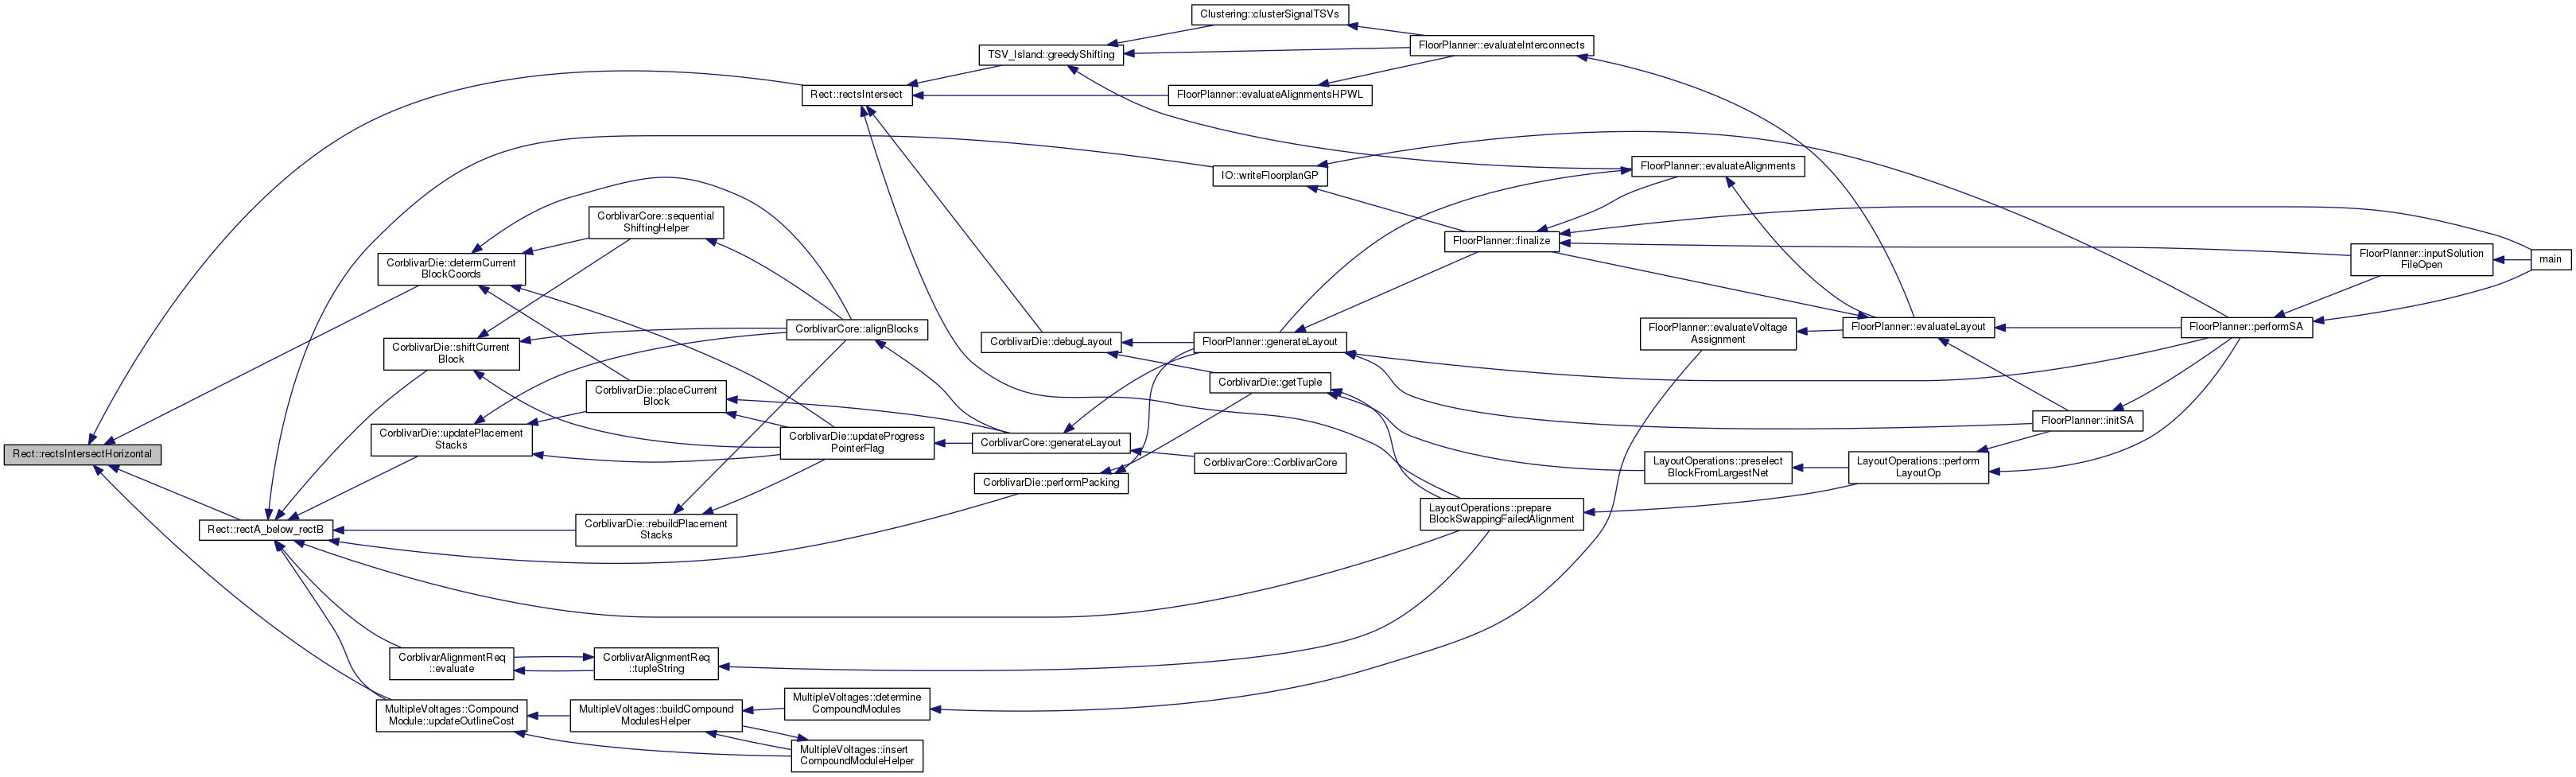 Rect::rectsIntersectHorizontal
Rect::rectsIntersect
TSV_Island::greedyShifting
Clustering::clusterSignalTSVs
FloorPlanner::evaluateInterconnects
FloorPlanner::evaluateAlignmentsHPWL
IO::writeFloorplanGP
FloorPlanner::evaluateAlignments
FloorPlanner::finalize
FloorPlanner::inputSolution
FileOpen
main
CorblivarCore::sequential
ShiftingHelper
CorblivarDie::determCurrent
BlockCoords
CorblivarDie::shiftCurrent
Block
CorblivarCore::alignBlocks
CorblivarDie::debugLayout
FloorPlanner::generateLayout
FloorPlanner::evaluateVoltage
Assignment
FloorPlanner::evaluateLayout
FloorPlanner::performSA
CorblivarDie::getTuple
CorblivarDie::placeCurrent
Block
CorblivarDie::updatePlacement
Stacks
CorblivarDie::updateProgress
PointerFlag
CorblivarCore::generateLayout
CorblivarCore::CorblivarCore
FloorPlanner::initSA
LayoutOperations::preselect
BlockFromLargestNet
LayoutOperations::perform
LayoutOp
CorblivarDie::performPacking
LayoutOperations::prepare
BlockSwappingFailedAlignment
Rect::rectA_below_rectB
CorblivarDie::rebuildPlacement
Stacks
CorblivarAlignmentReq
::evaluate
CorblivarAlignmentReq
::tupleString
MultipleVoltages::Compound
Module::updateOutlineCost
MultipleVoltages::buildCompound
ModulesHelper
MultipleVoltages::determine
CompoundModules
MultipleVoltages::insert
CompoundModuleHelper